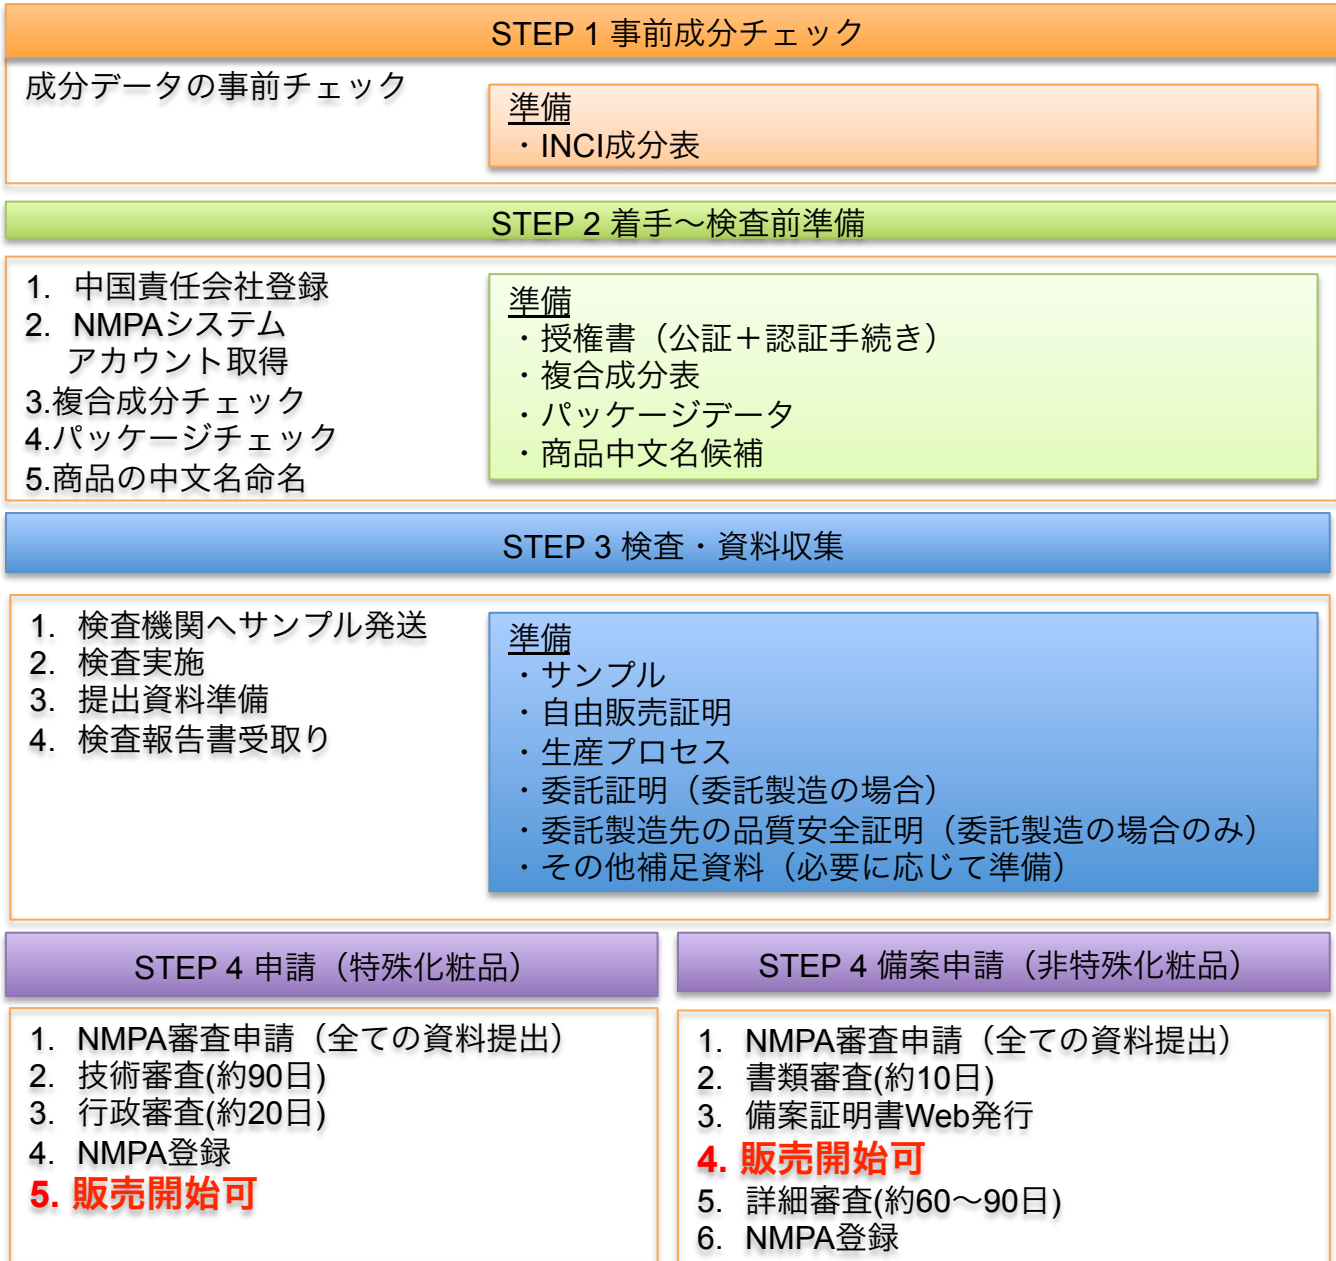 STEP 1 事前成分チェック
成分データの事前チェック
準備
・INCI成分表
STEP 2 着手～検査前準備
1. 中国責任会社登録
2. NMPAシステム
アカウント取得
3.複合成分チェック
4.パッケージチェック
5.商品の中文名命名
準備
・授権書（公証＋認証手続き）
・複合成分表
・パッケージデータ
・商品中文名候補
STEP 3 検査・資料収集
1. 検査機関へサンプル発送
2. 検査実施
3. 提出資料準備
4. 検査報告書受取り
準備
・サンプル
・自由販売証明
・生産プロセス
・委託証明（委託製造の場合）
・委託製造先の品質安全証明（委託製造の場合のみ）
・その他補足資料（必要に応じて準備）
STEP 4 申請（特殊化粧品）
1. NMPA審査申請（全ての資料提出）
2. 技術審査(約90日)
3. 行政審査(約20日)
4. NMPA登録
5. 販売開始可
STEP 4 備案申請（非特殊化粧品）
1. NMPA審査申請（全ての資料提出）
2. 書類審査(約10日)
3. 備案証明書Web発行
4. 販売開始可
5. 詳細審査(約60～90日)
6. NMPA登録